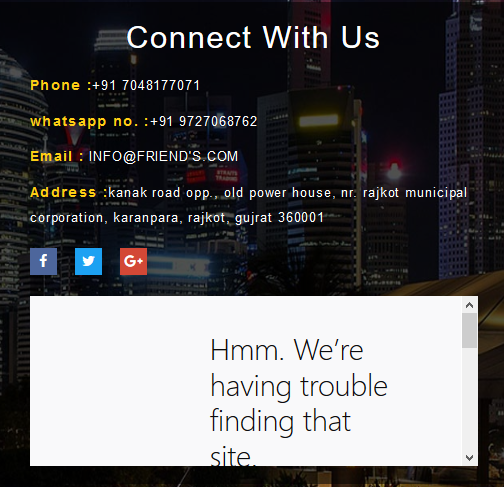 Connect With Us
Phone :+91 7048177071
whatsapp no. :+91 9727068762
Email : INFO@FRIEND'S.COM
Address :kanak road opp., old power house, nr. rajkot municipal
corporation, karanpara, rajkot, gujrat 360001
f
G+
Hmm. We're
having trouble
finding that
site.